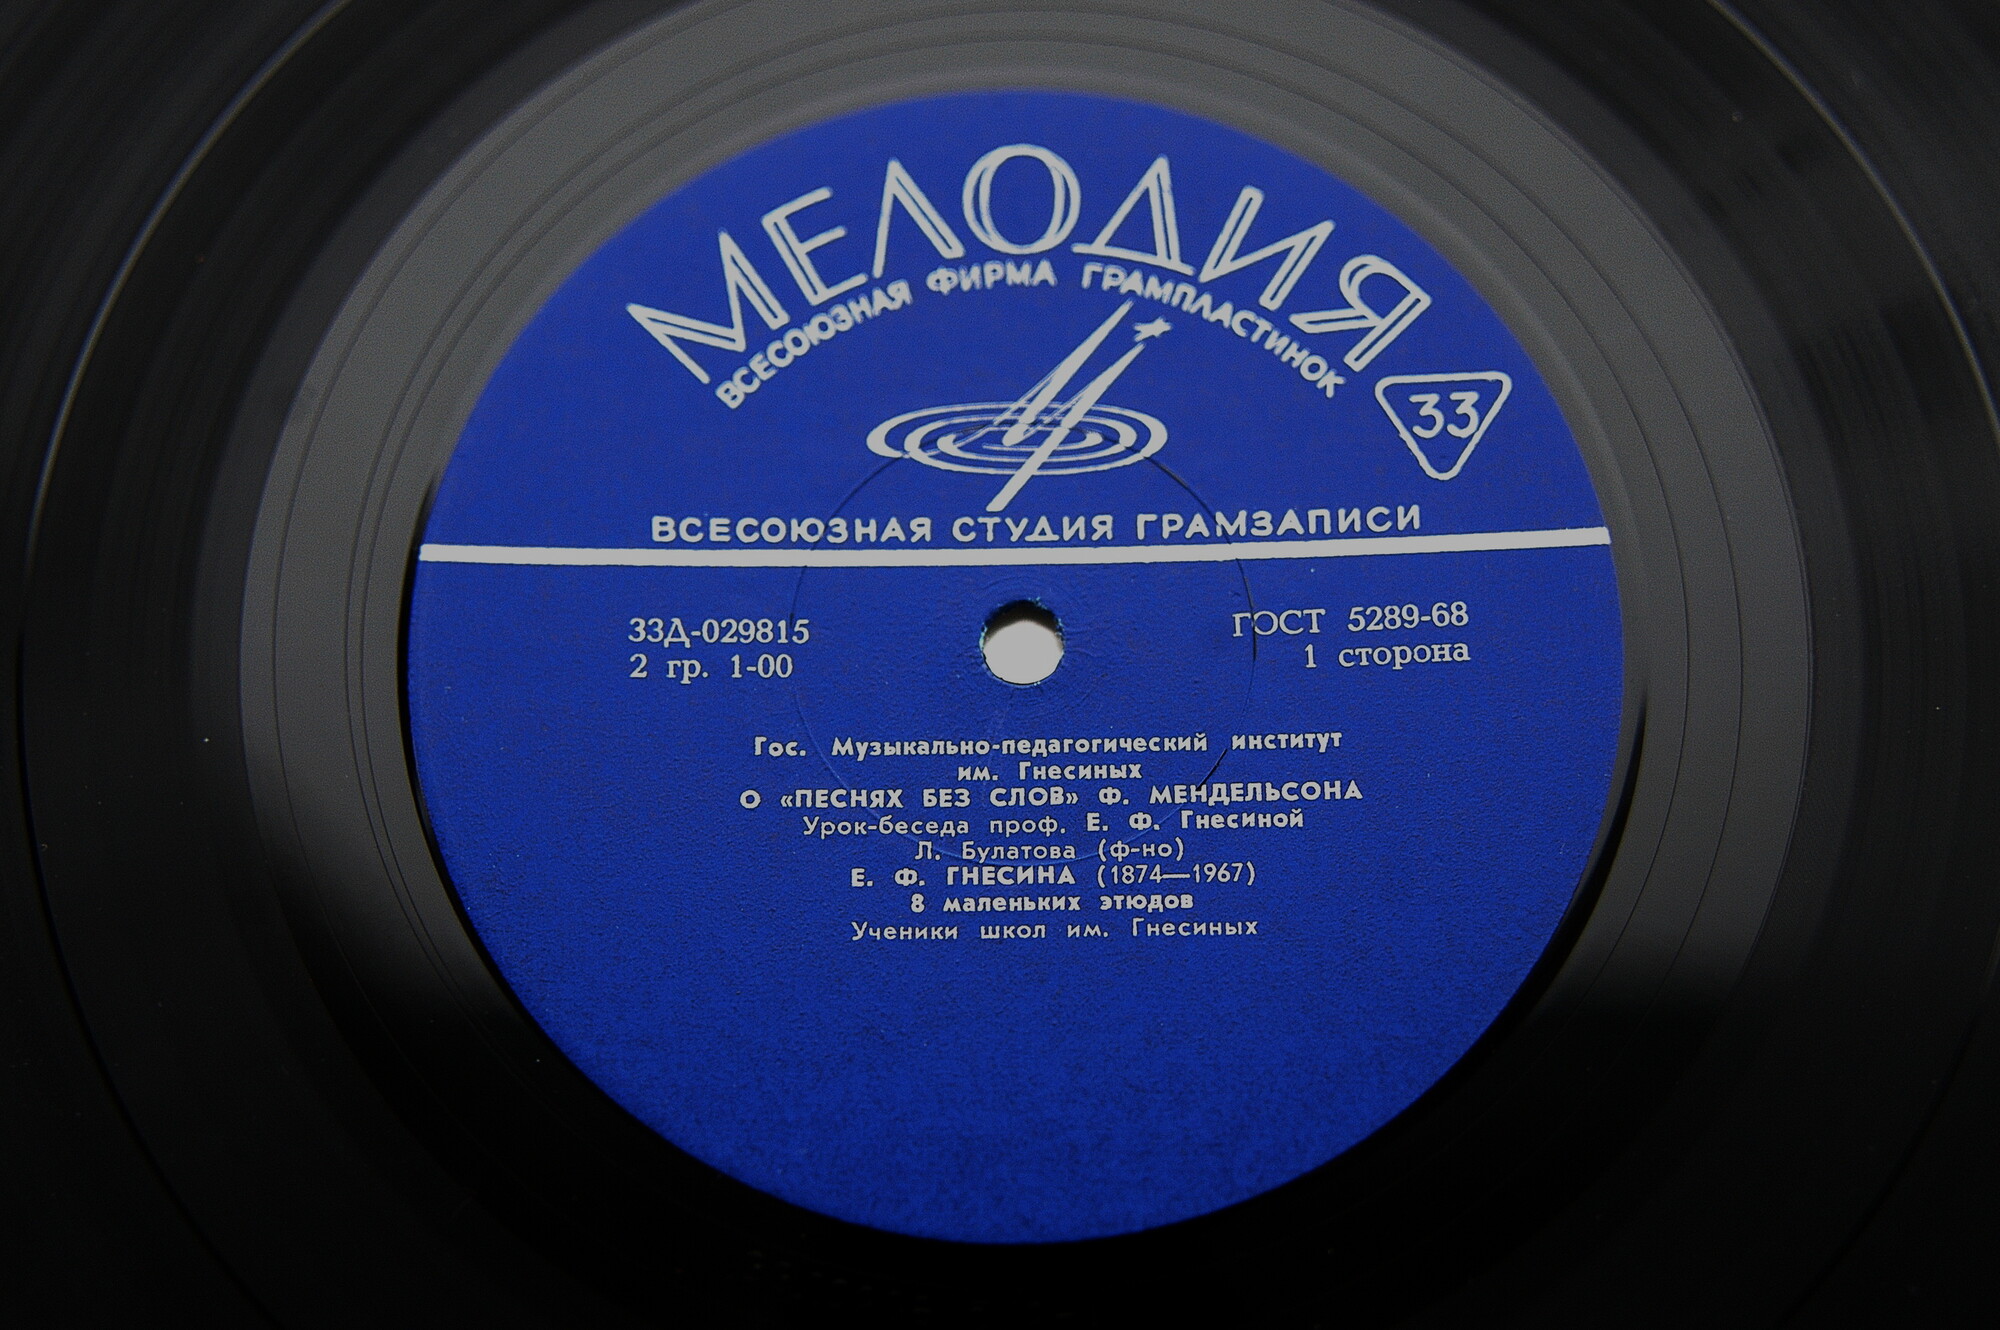 МЕЛОДИЯ
ВСЕСОЮЗНАЯ ФИРМА ГРАМПЛАСТИНОК
33
ВСЕСОЮЗНАЯ СТУДИЯ ГРАМЗАПИСИ
33Д-029815
2 гр. 1-00
ГОСТ 5289-68
1 сторона
Гос. Музыкально-педагогический институт
им. Гнесиных
О «ПЕСНЯХ БЕЗ СЛОВ» Ф. МЕНДЕЛЬСОНА
Урок-беседа проф. Е. Ф. Гнесиной
Л. Булатова (ф-но)
Е. Ф. ГНЕСИНА (1874—1967)
8 маленьких этюдов
Ученики школ им. Гнесиных